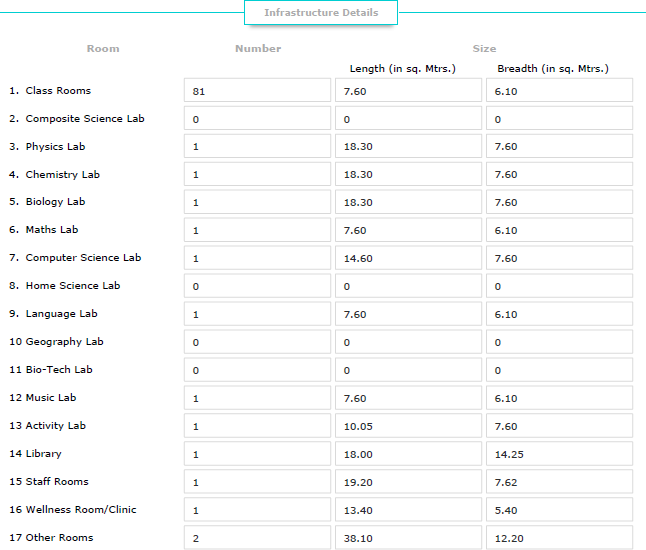 Infrastructure Details
Room Number Size
Length (in sq. Mtrs.) Breadth (in sq. Mtrs.)
1. Class Rooms 81 7.60 6.10
2. Composite Science Lab 0 0 0
3. Physics Lab 1 18.30 7.60
4. Chemistry Lab 1 18.30 7.60
5. Biology Lab 1 18.30 7.60
6. Maths Lab 1 7.60 6.10
7. Computer Science Lab 1 14.60 7.60
8. Home Science Lab 0 0 0
9. Language Lab 1 7.60 6.10
10 Geography Lab 0 0 0
11 Bio-Tech Lab 0 0 0
12 Music Lab 1 7.60 6.10
13 Activity Lab 1 10.05 7.60
14 Library 1 18.00 14.25
15 Staff Rooms 1 19.20 7.62
16 Wellness Room/Clinic 1 13.40 5.40
17 Other Rooms 2 38.10 12.20